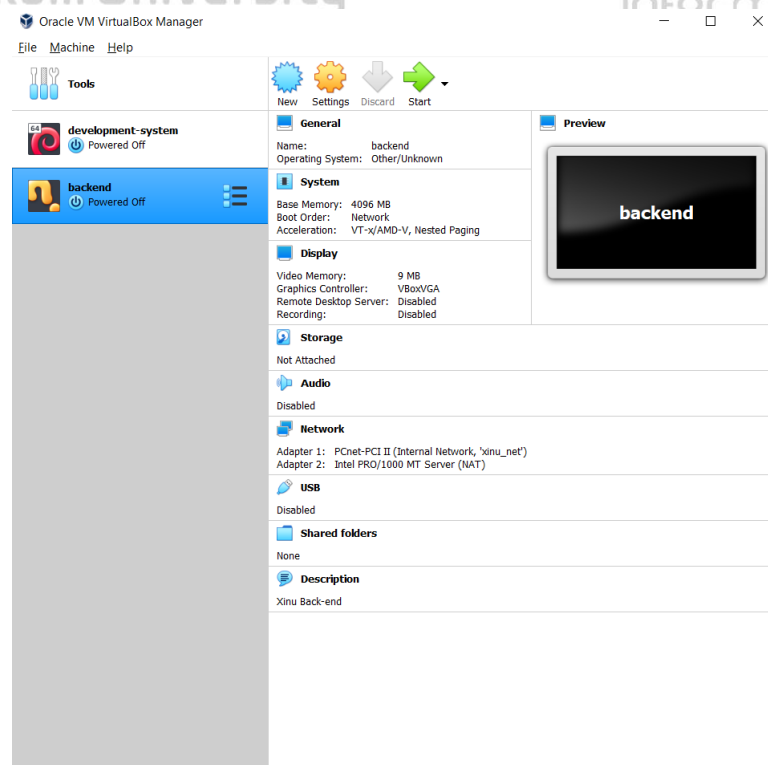 Oracle VM VirtualBox Manager
File Machine Help
Tools
New Settings Discard Start
64
development-system
Powered Off
backend
Powered Off
General
Name: backend
Operating System: Other/Unknown
System
Base Memory: 4096 MB
Boot Order: Network
Acceleration: VT-x/AMD-V, Nested Paging
Display
Video Memory: 9 MB
Graphics Controller: VBoxVGA
Remote Desktop Server: Disabled
Recording: Disabled
Preview
backend
Storage
Not Attached
Audio
Disabled
Network
Adapter 1: PCnet-PCI II (Internal Network, 'xinu_net')
Adapter 2: Intel PRO/1000 MT Server (NAT)
USB
Disabled
Shared folders
None
Description
Xinu Back-end